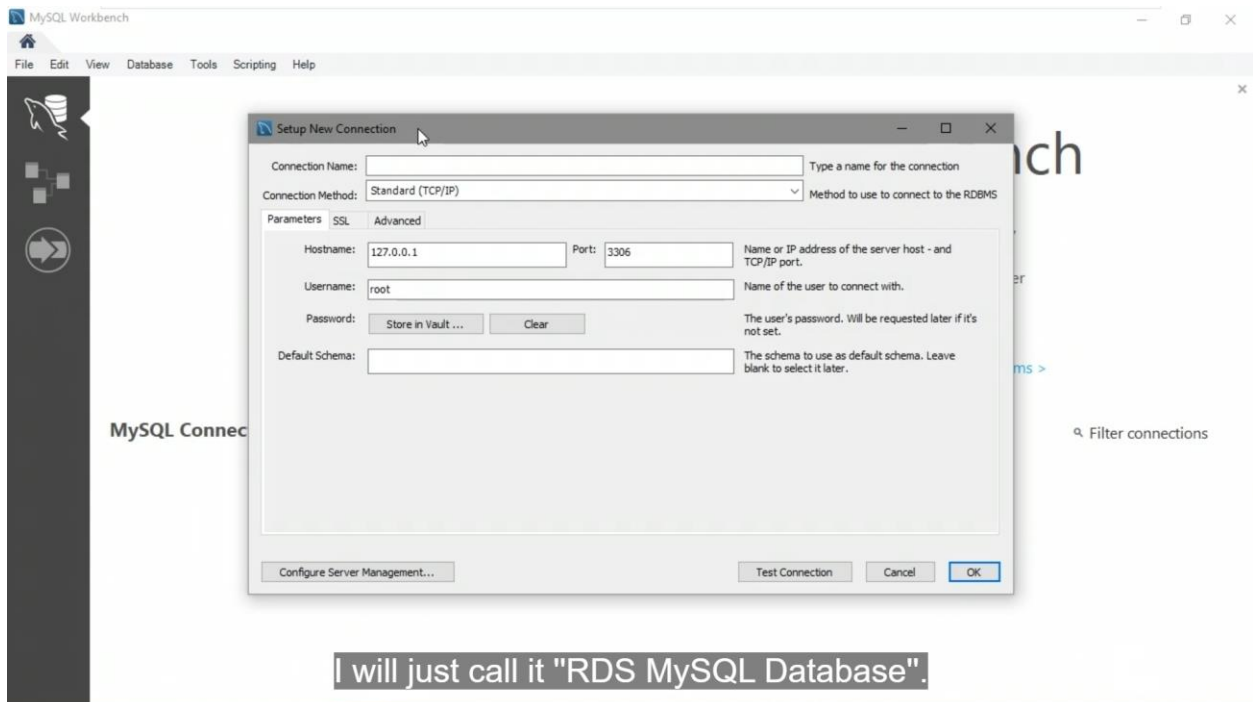 MySQL Workbench
File Edit View Database Tools Scripting Help
Setup New Connection
ch
Connection Name: Type a name for the connection
Connection Method: Standard (TCP/IP) Method to use to connect to the RDBMS
Parameters SSL Advanced
Hostname: 127.0.0.1 Port: 3306 Name or IP address of the server host - and
TCP/IP port.
er
Username: root Name of the user to connect with.
Password: Store in Vault ... Clear The user's password. Will be requested later if it's
not set.
Default Schema: The schema to use as default schema. Leave
blank to select it later.
ms >
MySQL Connec
Filter connections
Configure Server Management... Test Connection Cancel OK
I will just call it "RDS MySQL Database".